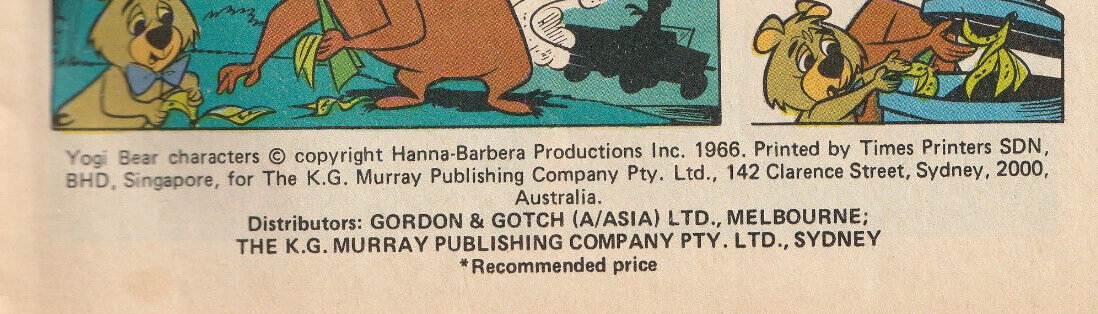 Yogi Bear characters © copyright Hanna-Barbera Productions Inc. 1966. Printed by Times Printers SDN,
BHD, Singapore, for The K.G. Murray Publishing Company Pty. Ltd., 142 Clarence Street, Sydney, 2000,
Australia.
Distributors: GORDON & GOTCH (A/ASIA) LTD., MELBOURNE;
THE K.G. MURRAY PUBLISHING COMPANY PTY. LTD., SYDNEY
*Recommended price